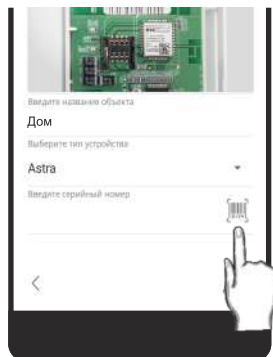 Введите название объекта
Дом
Выберите тип устройства
Astra
Введите серийный номер